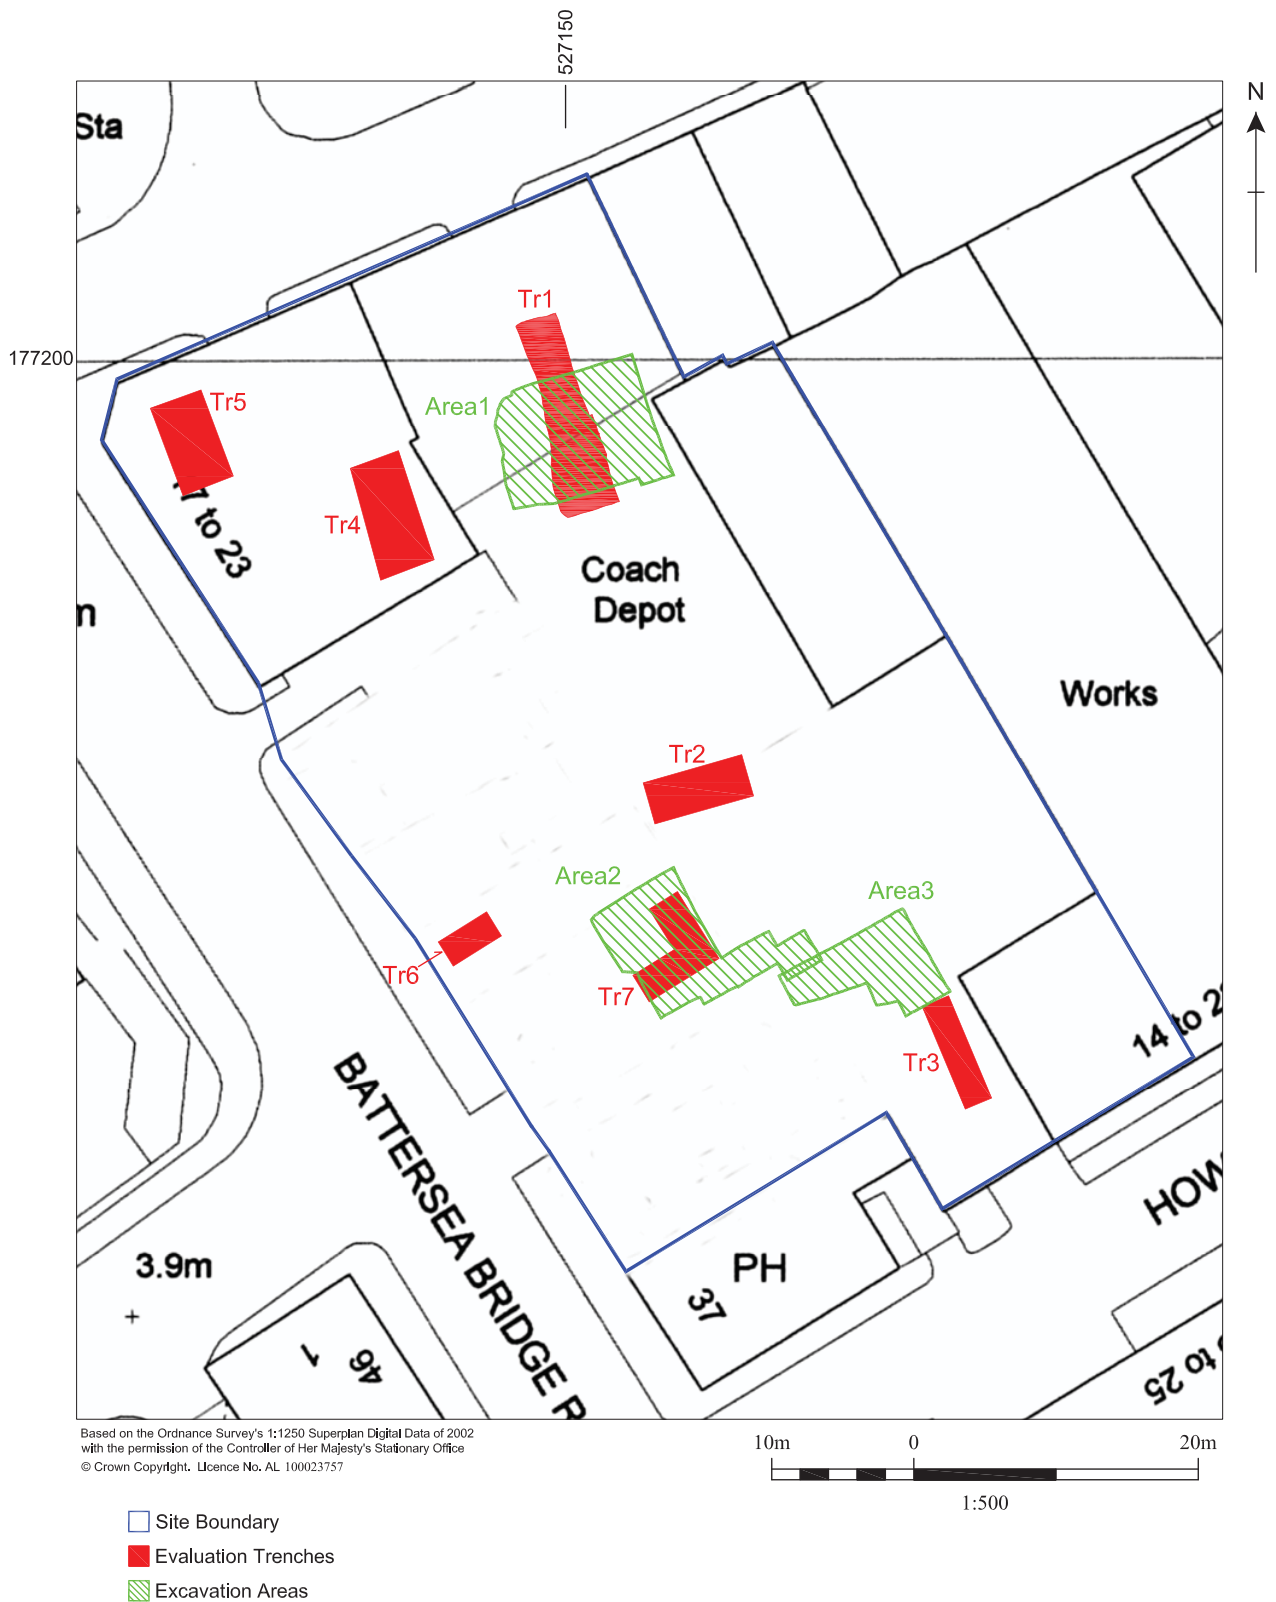 527150
N
Sta
Tr1
177200
Tr5
Area1
Tr4
17 to 23
Coach
Depot
m
Works
Tr2
Area2
Area3
Tr6
Tr7
Tr3
14 to 2
BATTERSEA BRIDGE R
HOW
3.9m
PH
37
1
46
to 25
Based on the Ordnance Survey's 1:1250 Superplan Digital Data of 2002
with the permission of the Controller of Her Majesty's Stationary Office
© Crown Copyright. Licence No. AL 100023757
10m 0 20m
1:500
Site Boundary
Evaluation Trenches
Excavation Areas